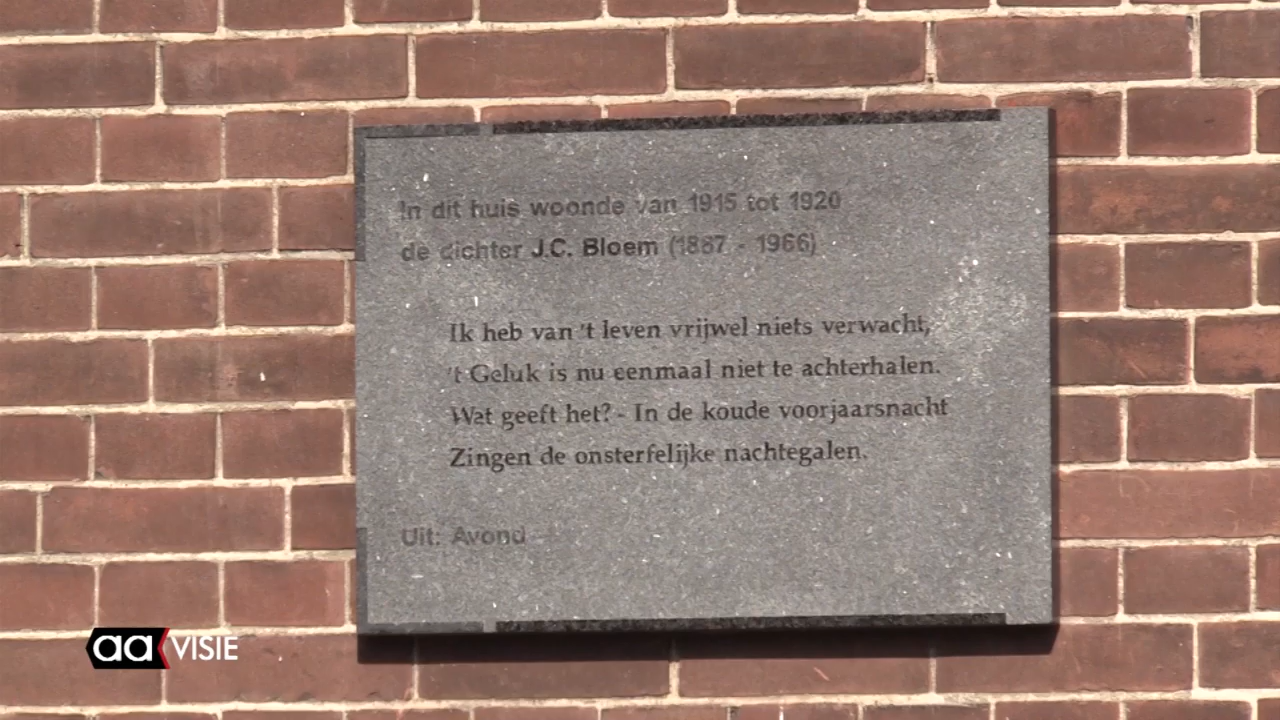 In dit huis woonde van 1915 tot 1920
de dichter J.C. Bloem (1887 - 1966)
Ik heb van 't leven vrijwel niets verwacht,
't Geluk is nu eenmaal niet te achterhalen.
Wat geeft het? - In de koude voorjaarsnacht
Zingen de onsterfelijke nachtegalen.
Uit: Avond
aa VISIE